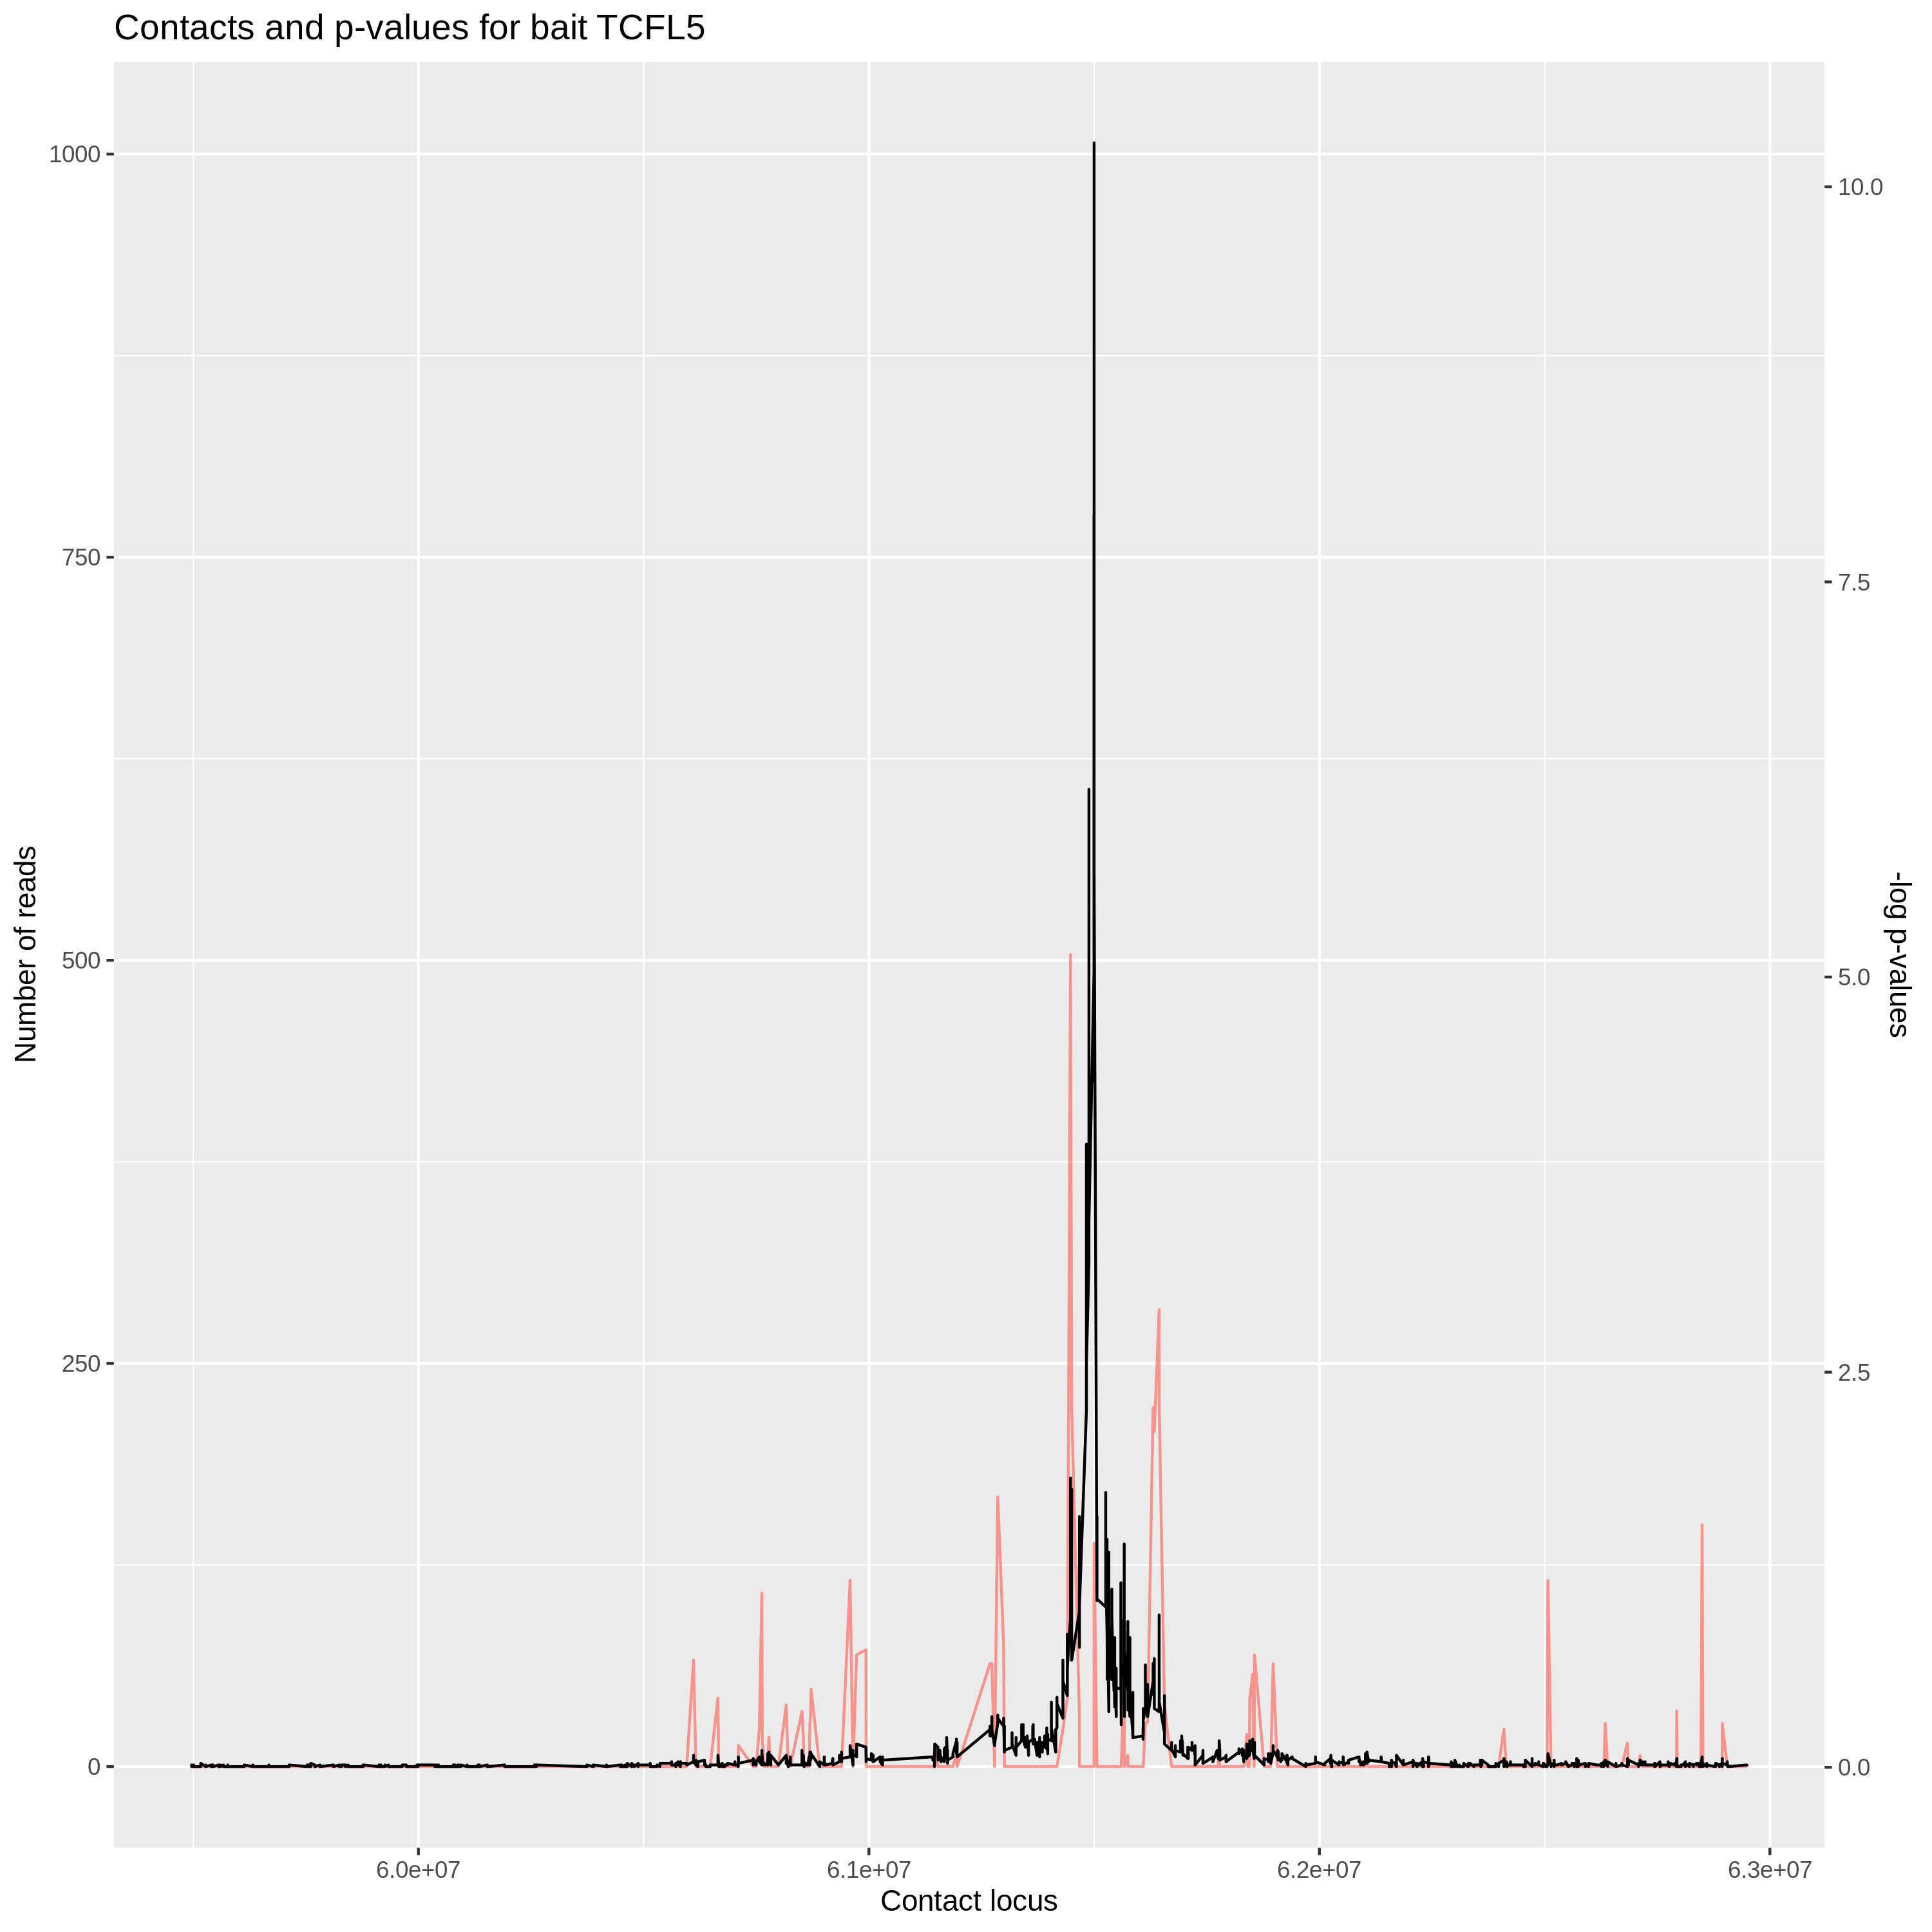 Contacts and p-values for bait TCFL5
1000
750
500
250
0
Number of reads
10.0
7.5
5.0
2.5
0.0
-log p-values
6.0e+07
6.1e+07
6.2e+07
6.3e+07
Contact locus